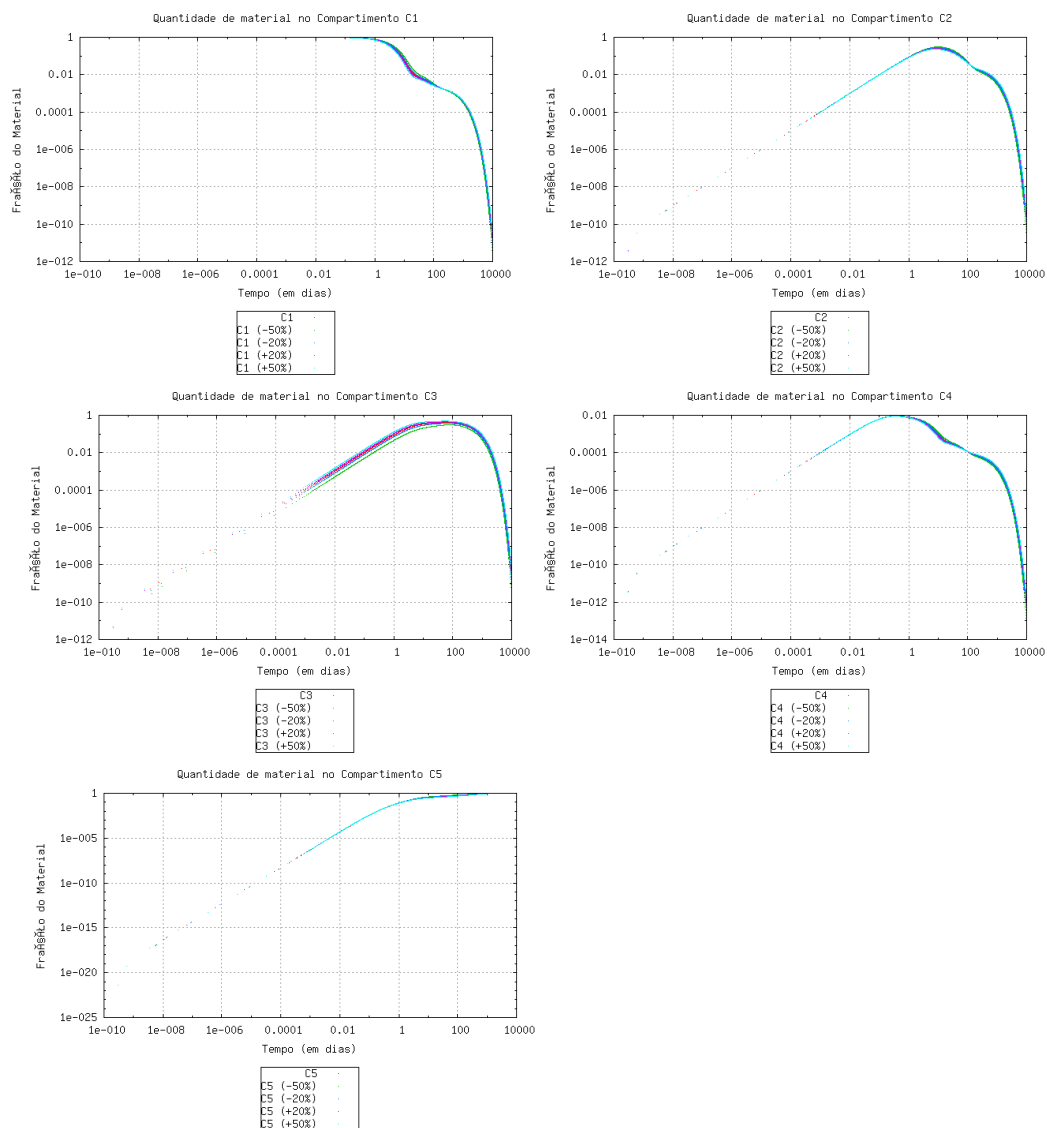 Quantidade de material no Compartimento C1
1
0.01
0.0001
1e-006
1e-008
1e-010
1e-012
do Material
1e-010 1e-008 1e-006 0.0001 0.01 1 100 10000
Tempo (em dias)
C1
C1 (-50%)
C1 (-20%)
C1 (+20%)
C1 (+50%)
Quantidade de material no Compartimento C2
1
0.01
0.0001
1e-006
1e-008
1e-010
1e-012
do Material
1e-010 1e-008 1e-006 0.0001 0.01 1 100 10000
Tempo (em dias)
C2
C2 (-50%)
C2 (-20%)
C2 (+20%)
C2 (+50%)
Quantidade de material no Compartimento C3
1
0.01
0.0001
1e-006
1e-008
1e-010
1e-012
do Material
1e-010 1e-008 1e-006 0.0001 0.01 1 100 10000
Tempo (em dias)
C3
C3 (-50%)
C3 (-20%)
C3 (+20%)
C3 (+50%)
Quantidade de material no Compartimento C4
0.01
0.0001
1e-006
1e-008
1e-010
1e-012
1e-014
do Material
1e-010 1e-008 1e-006 0.0001 0.01 1 100 10000
Tempo (em dias)
C4
C4 (-50%)
C4 (-20%)
C4 (+20%)
C4 (+50%)
Quantidade de material no Compartimento C5
1
1e-005
1e-010
1e-015
1e-020
1e-025
do Material
1e-010 1e-008 1e-006 0.0001 0.01 1 100 10000
Tempo (em dias)
C5
C5 (-50%)
C5 (-20%)
C5 (+20%)
C5 (+50%)